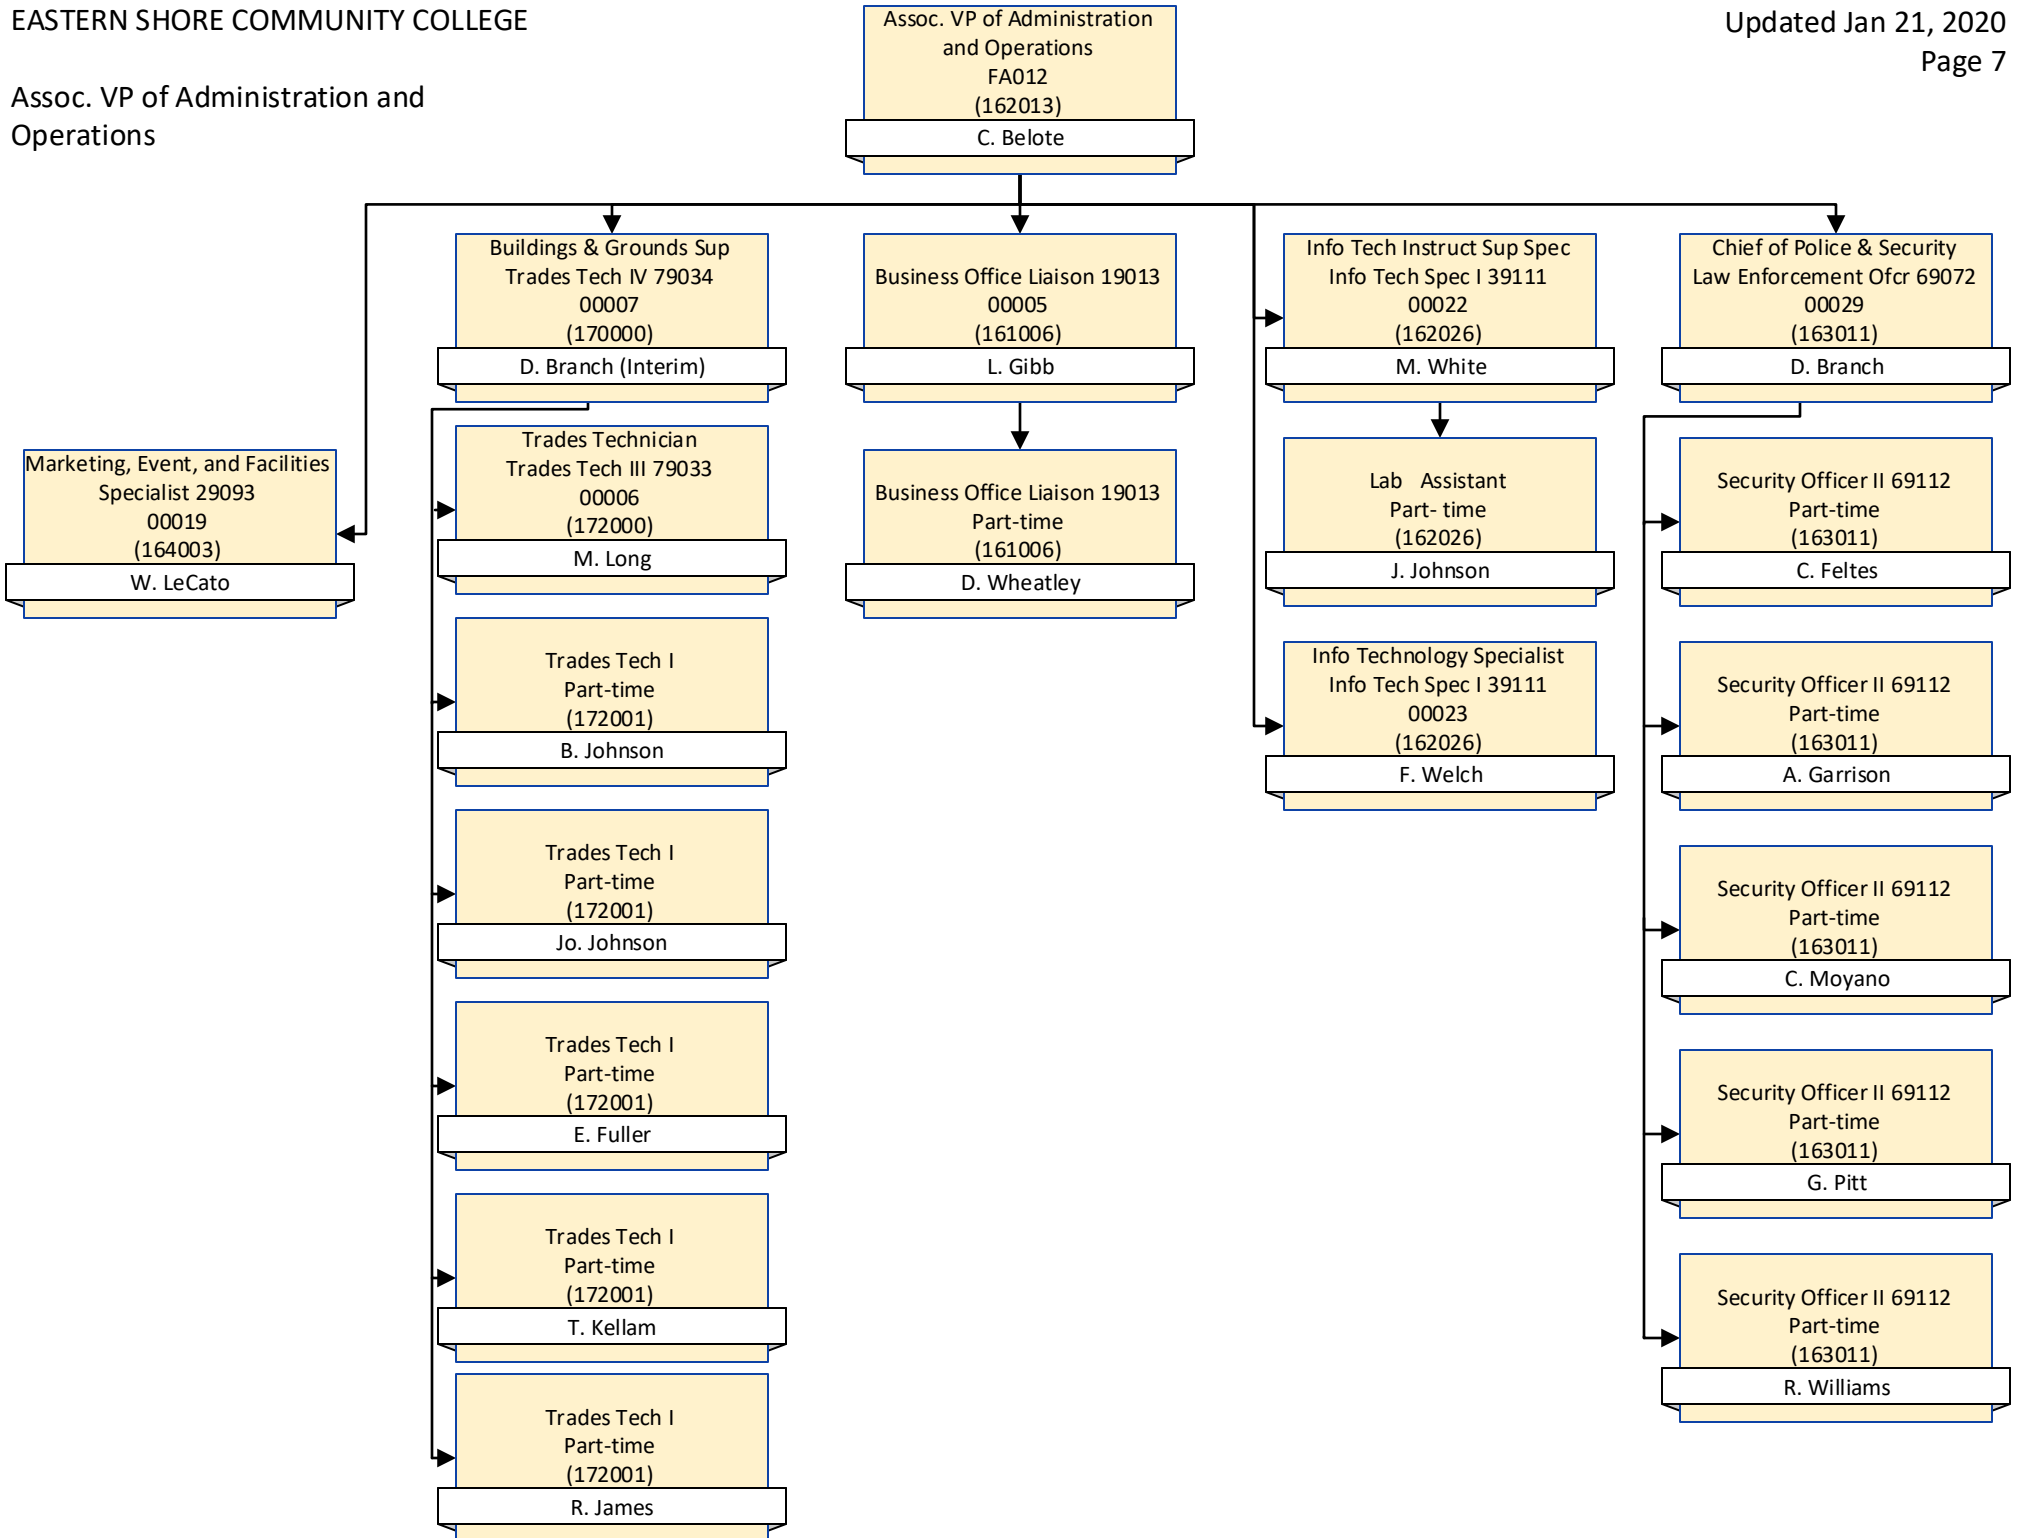 EASTERN SHORE COMMUNITY COLLEGE
Assoc. VP of Administration and
Operations
Updated Jan 21, 2020
Page 7
Assoc. VP of Administration
and Operations
FA012
(162013)
C. Belote
Marketing, Event, and Facilities
Specialist 29093
00019
(164003)
W. LeCato
Buildings & Grounds Sup
Trades Tech IV 79034
00007
(170000)
D. Branch (Interim)
Trades Technician
Trades Tech III 79033
00006
(172000)
M. Long
Trades Tech I
Part-time
(172001)
B. Johnson
Trades Tech I
Part-time
(172001)
Jo. Johnson
Trades Tech I
Part-time
(172001)
E. Fuller
Trades Tech I
Part-time
(172001)
T. Kellam
Trades Tech I
Part-time
(172001)
R. James
Business Office Liaison 19013
00005
(161006)
L. Gibb
Business Office Liaison 19013
Part-time
(161006)
D. Wheatley
Info Tech Instruct Sup Spec
Info Tech Spec I 39111
00022
(162026)
M. White
Lab Assistant
Part- time
(162026)
J. Johnson
Info Technology Specialist
Info Tech Spec I 39111
00023
(162026)
F. Welch
Chief of Police & Security
Law Enforcement Ofcr 69072
00029
(163011)
D. Branch
Security Officer II 69112
Part-time
(163011)
C. Feltes
Security Officer II 69112
Part-time
(163011)
A. Garrison
Security Officer II 69112
Part-time
(163011)
C. Moyano
Security Officer II 69112
Part-time
(163011)
G. Pitt
Security Officer II 69112
Part-time
(163011)
R. Williams